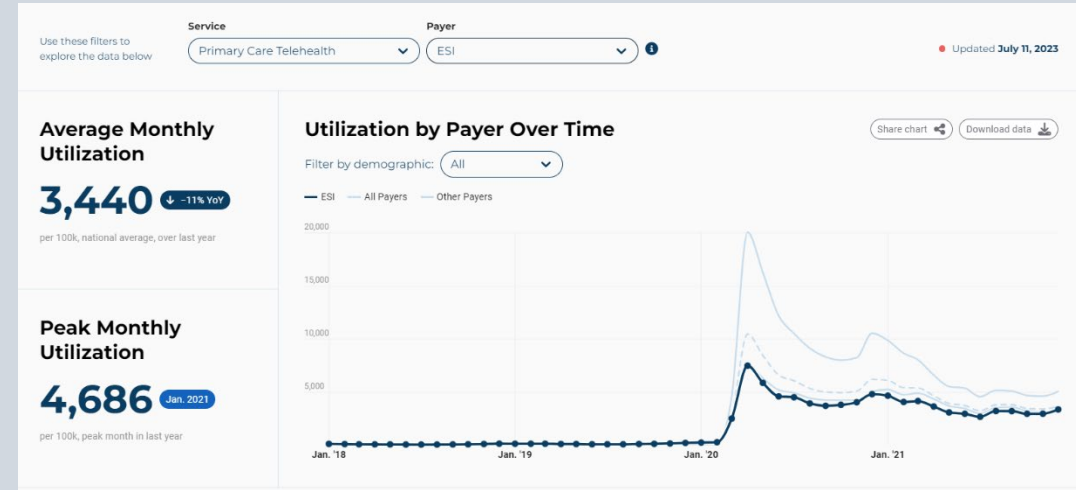 Service
Payer
Use these filters to
explore the data below
Primary Care Telehealth
ESI
Updated July 11, 2023
Average Monthly
Utilization
3,440
-11% YoY
per 100k, national average, over last year
Peak Monthly
Utilization
4,686
Jan. 2021
per 100k, peak month in last year
Utilization by Payer Over Time
Share chart
Download data
Filter by demographic: All
ESI
All Payers
Other Payers
20,000
15,000
10,000
5,000
Jan. '18
Jan. '19
Jan. '20
Jan. '21